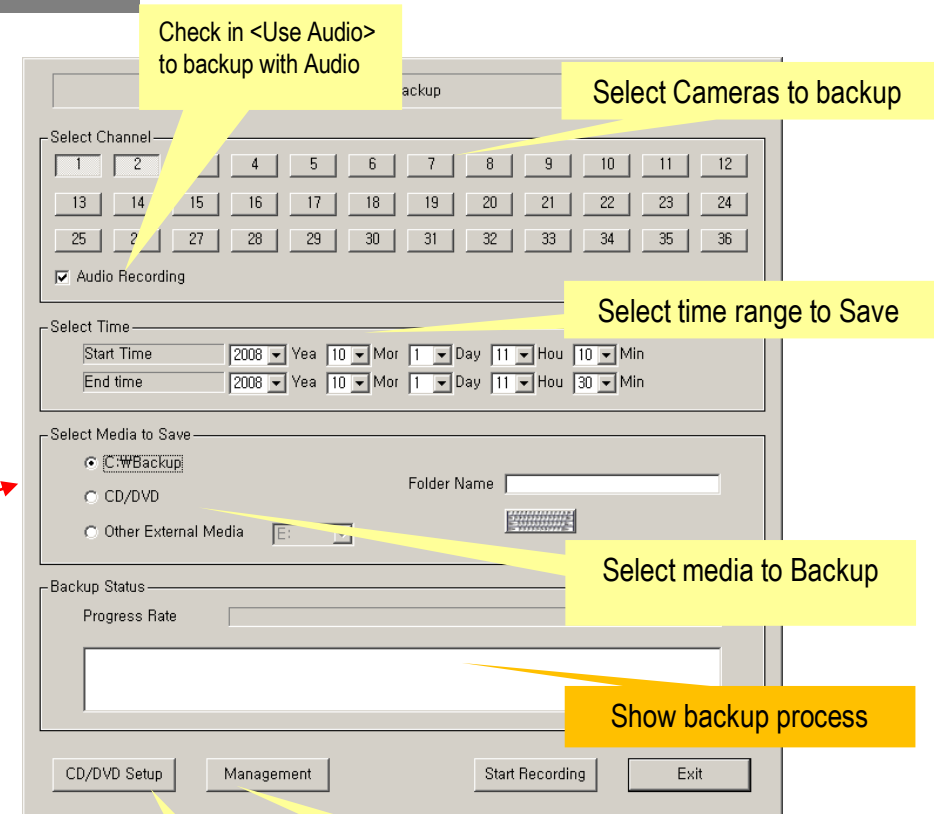 Check in <Use Audio>
to backup with Audio
ackup
Select Cameras to backup
Select Channel
1 2 4 5 6 7 8 9 10 11 12
13 14 15 16 17 18 19 20 21 22 23 24
25 27 28 29 30 31 32 33 34 35 36
Audio Recording
Select time range to Save
Select Time
Start Time 2008 Yea 10 Mor 1 Day 11 Hou 10 Min
End time 2008 Yea 10 Mor 1 Day 11 Hou 30 Min
Select Media to Save
C:₩Backup
CD/DVD
Folder Name
Other External Media E:
Select media to Backup
Backup Status
Progress Rate
Show backup process
CD/DVD Setup Management Start Recording Exit